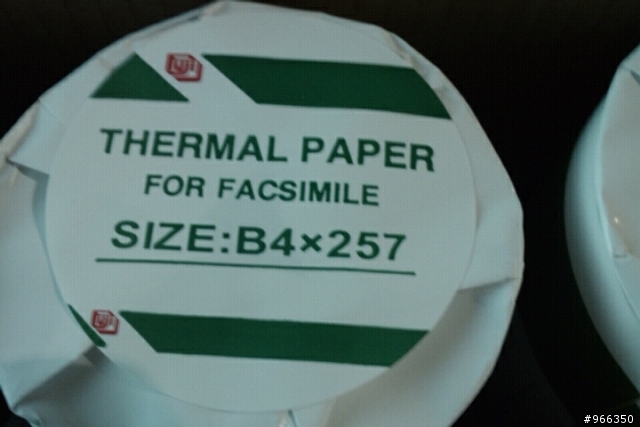 THERMAL PAPER
FOR FACSIMILE
SIZE:B4×257
#966350